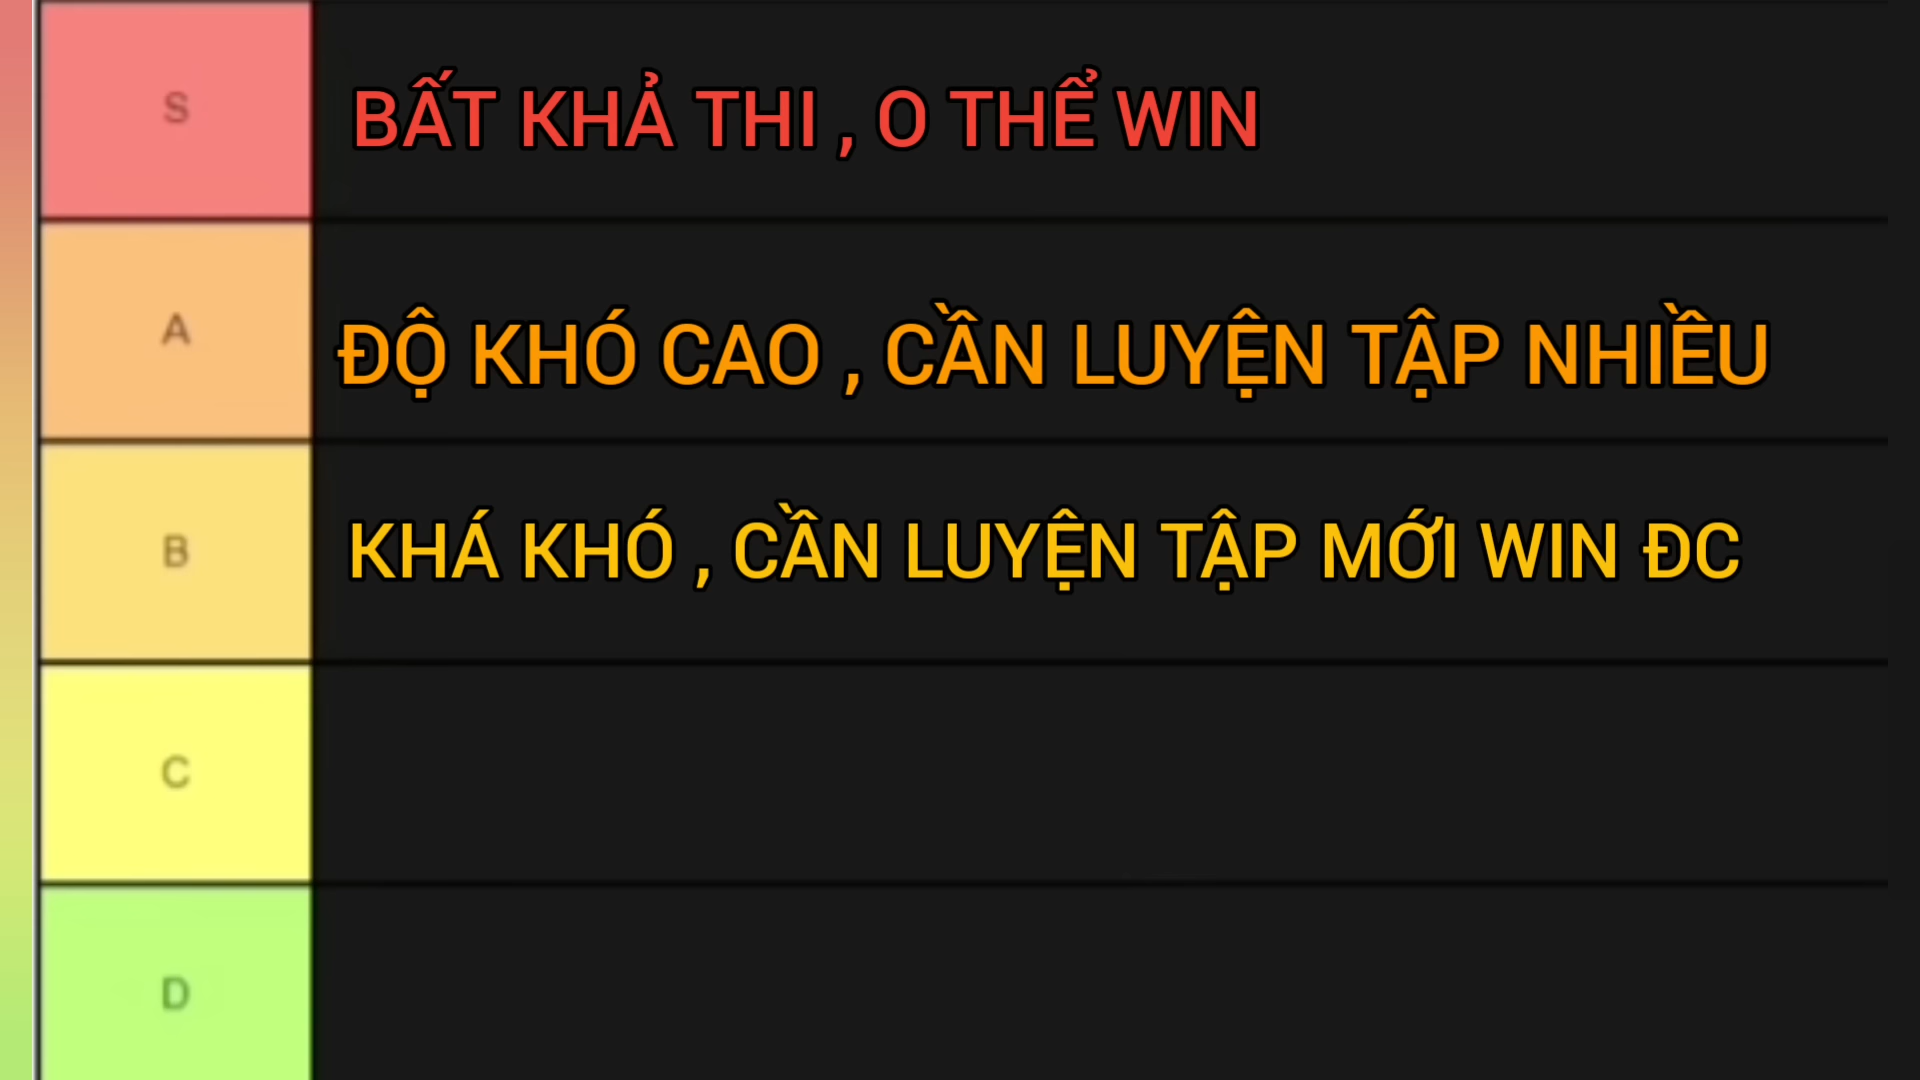 S
BẤT KHẢ THI , O THỂ WIN
A
ĐỘ KHÓ CAO , CẦN LUYỆN TẬP NHIỀU
B
KHÁ KHÓ , CẦN LUYỆN TẬP MỚI WIN ĐC
C
D